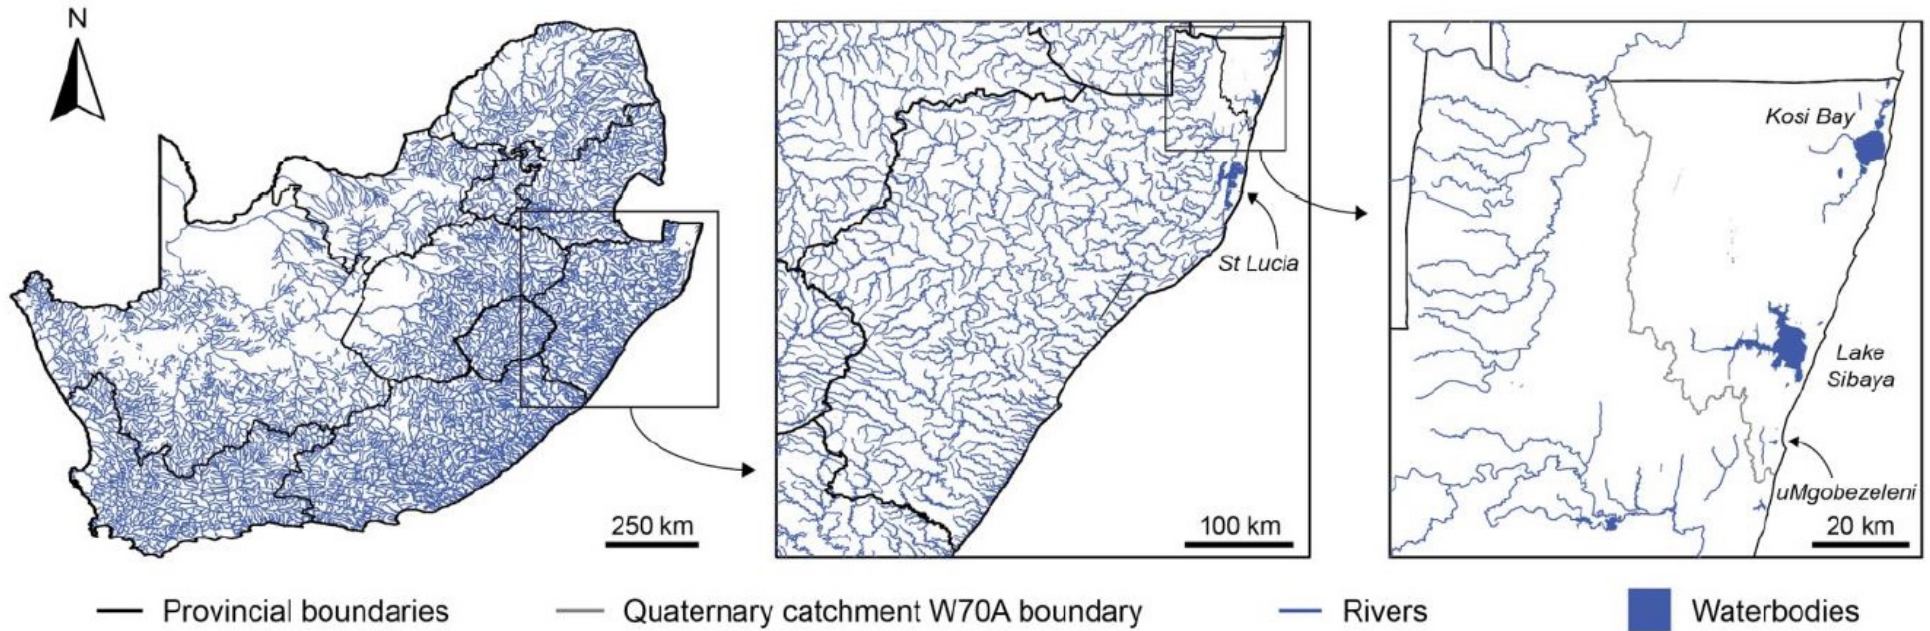 N
250 km
St Lucia
100 km
Kosi Bay
Lake
Sibaya
uMgobezeleni
20 km
Provincial boundaries
Quaternary catchment W70A boundary
Rivers
Waterbodies